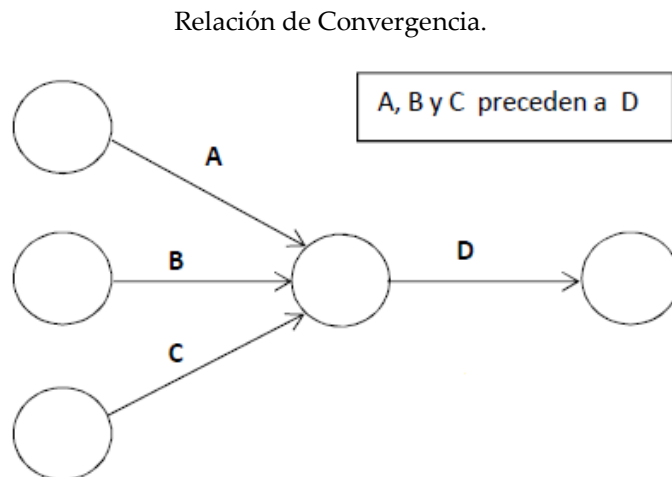 Relación de Convergencia.
A, B y C preceden a D
A
B
D
C